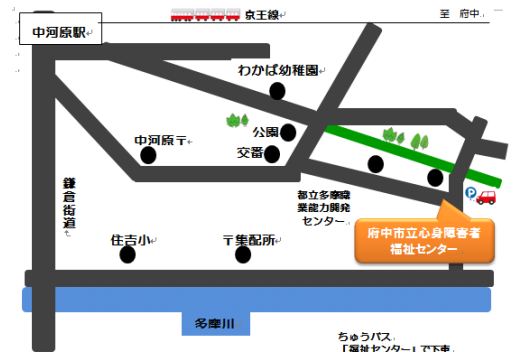 京王線
至 府中
中河原駅
わかば幼稚園
公園
中河原〒
交番
鎌倉街道
都立多摩障
業能力開発
センター
府中市立心身障害者
福祉センター
住吉小
〒集配所
多摩川
ちゅうバス
「福祉センター」で下車